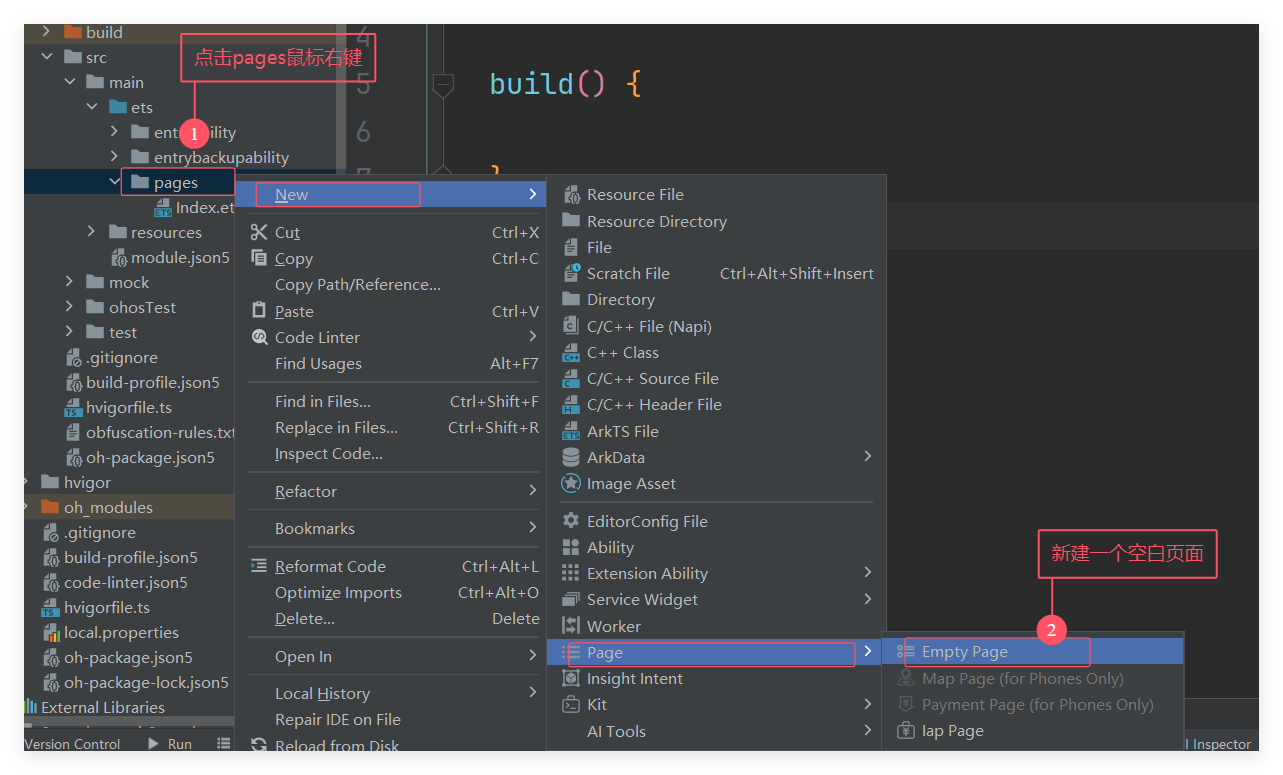 build
src
main
ets
entrybackupability
pages
Index.et
resources
module.json5
mock
ohosTest
test
.gitignore
build-profile.json5
hvigorfile.ts
obfuscation-rules.txt
oh-package.json5
hvigor
oh_modules
.gitignore
build-profile.json5
code-linter.json5
hvigorfile.ts
local.properties
oh-package.json5
oh-package-lock.json5
External Libraries
Version Control
Run
点击pages鼠标右键
1
4
5
6
7
build() {
}
New
Cut Ctrl+X
Copy Ctrl+C
Copy Path/Reference...
Paste Ctrl+V
Code Linter
Find Usages Alt+F7
Find in Files... Ctrl+Shift+F
Replace in Files... Ctrl+Shift+R
Inspect Code...
Refactor
Bookmarks
Reformat Code Ctrl+Alt+L
Optimize Imports Ctrl+Alt+O
Delete... Delete
Open In
Local History
Repair IDE on File
Reload from Disk
Resource File
Resource Directory
File
Scratch File Ctrl+Alt+Shift+Insert
Directory
C/C++ File (Napi)
C++ Class
C/C++ Source File
C/C++ Header File
ArkTS File
ArkData
Image Asset
EditorConfig File
Ability
Extension Ability
Service Widget
Worker
Page
Insight Intent
Kit
AI Tools
新建一个空白页面
2
Empty Page
Map Page (for Phones Only)
Payment Page (for Phones Only)
Iap Page
Inspector